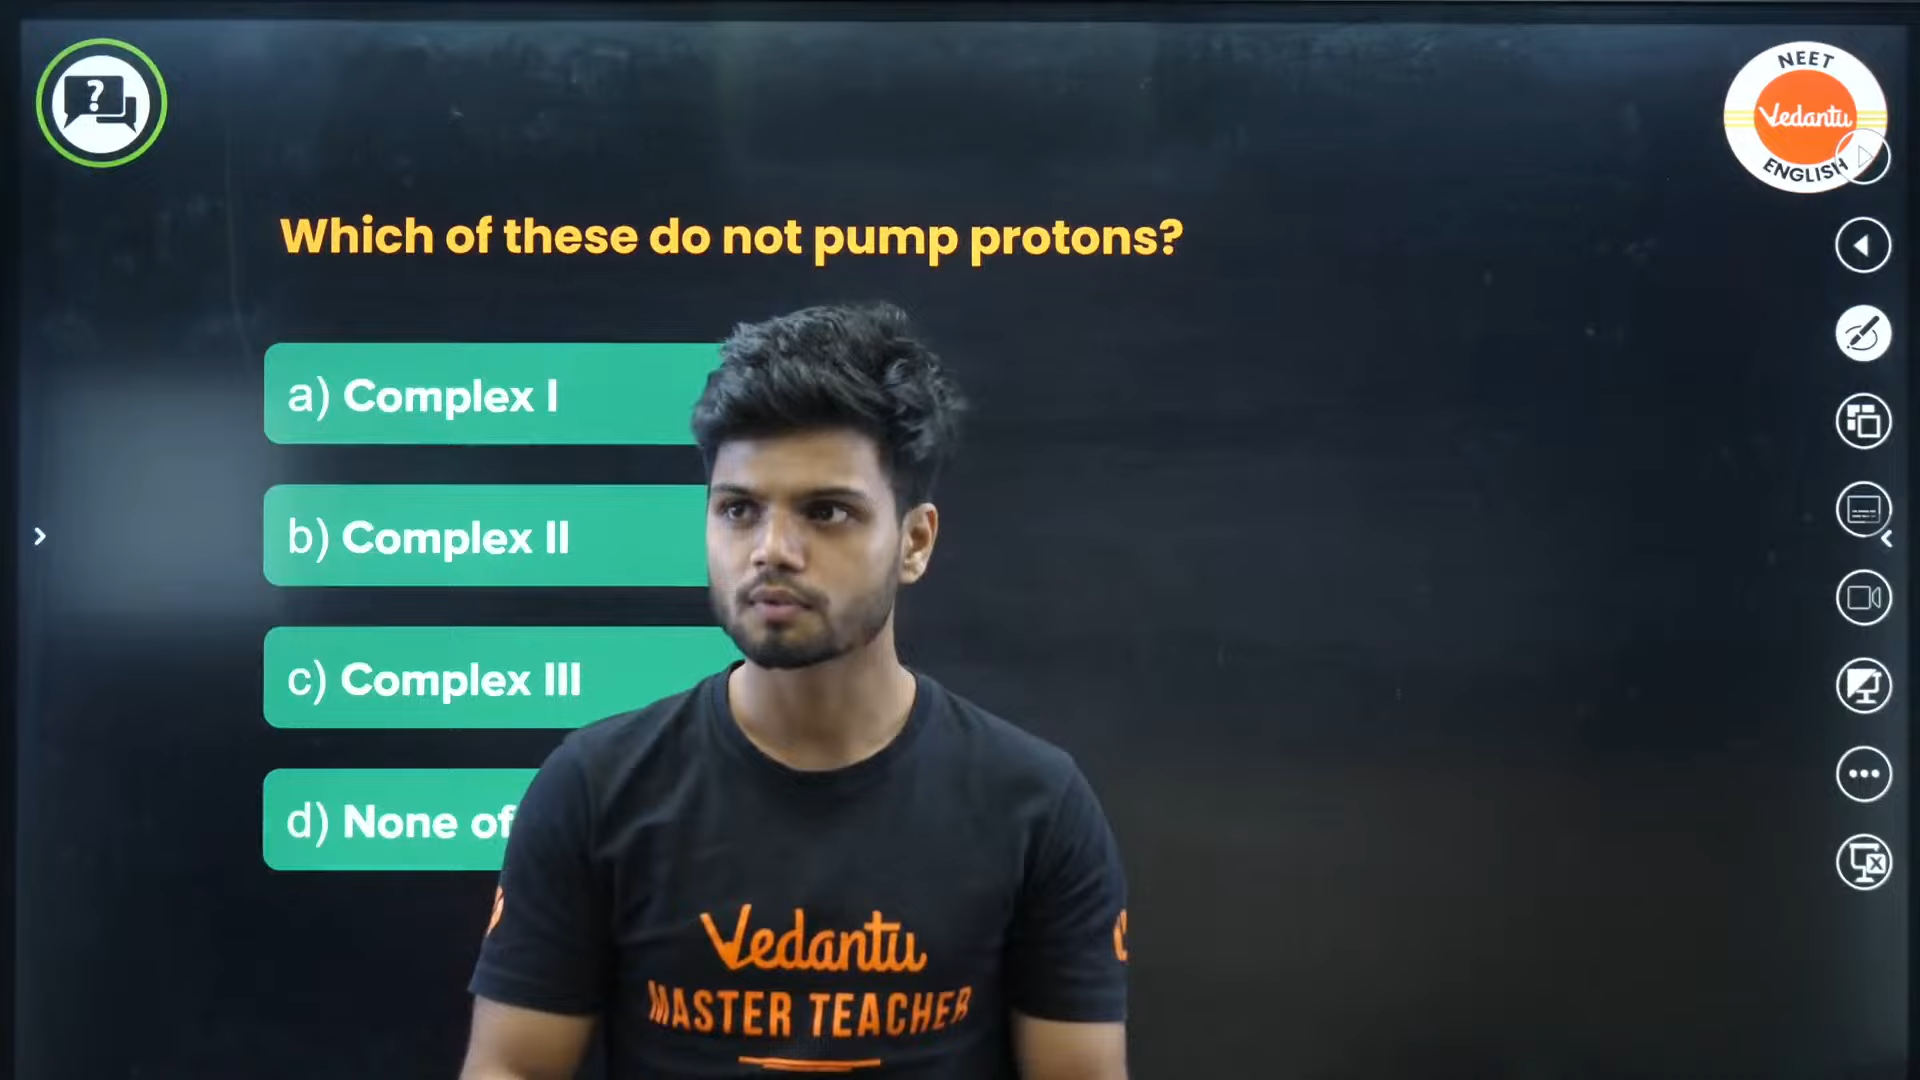 ?
NEET
Vedantu
ENGLISH
Which of these do not pump protons?
a) Complex I
b) Complex II
c) Complex III
d) None of
Vedantu
MASTER TEACHER